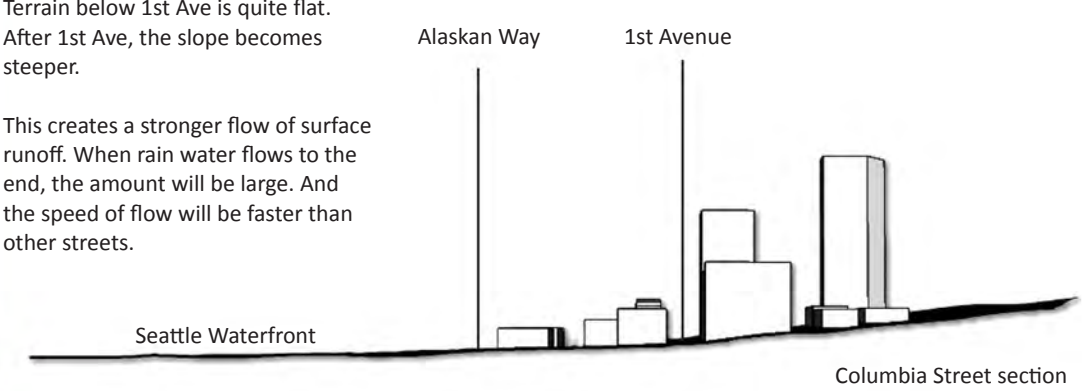 Terrain below 1st Ave is quite flat.
After 1st Ave, the slope becomes
steeper.
This creates a stronger flow of surface
runoff. When rain water flows to the
end, the amount will be large. And
the speed of flow will be faster than
other streets.
Alaskan Way
1st Avenue
Seattle Waterfront
Columbia Street section